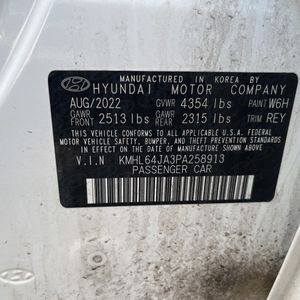 MADE IN KOREA BY
HYUNDAI MOTOR COMPANY
AUG/2022 GVWR 4354 lbs PAINT W6H
GAWR FRONT 2513 lbs GAWR REAR 2315 lbs TRIM REY
THIS VEHICLE CONFORMS TO ALL APPLICABLE U.S.A. FEDERAL
MOTOR VEHICLE SAFETY, BUMPER, AND THEFT PREVENTION
STANDARDS IN EFFECT ON THE DATE OF MANUFACTURE SHOWN ABOVE.
V.I.N KMHL64JA3PA258913
PASSENGER CAR